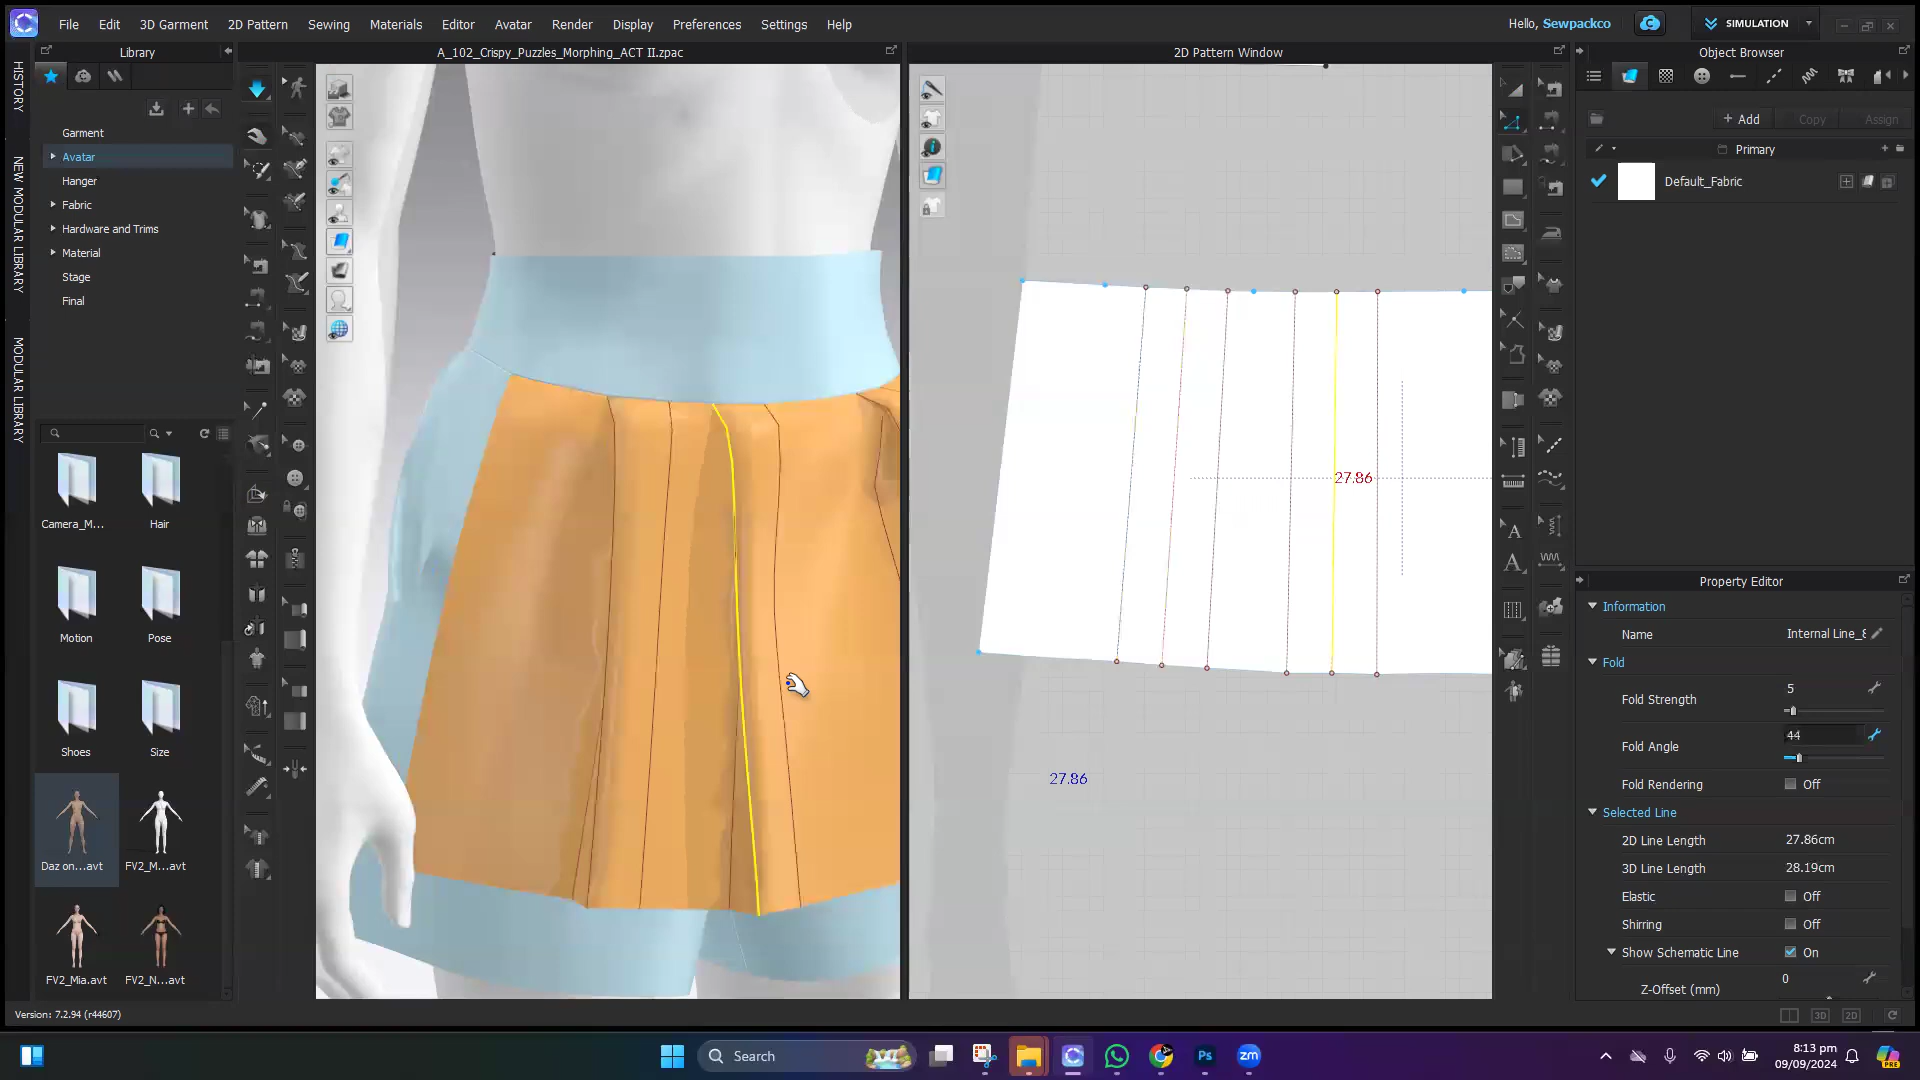 File Edit 3D Garment 2D Pattern Sewing Materials Editor Avatar Render Display Preferences Settings Help
Hello, Sewpackco
SIMULATION
Library
A_102_Crispy_Puzzles_Morphing_ACT II.zpac
2D Pattern Window
Object Browser
HISTORY
NEW MODULAR LIBRARY
MODULAR LIBRARY
Garment
Avatar
Hanger
Fabric
Hardware and Trims
Material
Stage
Final
+ Add
Copy
Assign
Primary
Default_Fabric
27.86
27.86
Camera_M...
Hair
Motion
Pose
Shoes
Size
Daz on...avt
FV2_M...avt
FV2_Mia.avt
FV2_N...avt
Property Editor
Information
Name Internal Line_8
Fold
Fold Strength 5
Fold Angle 44
Fold Rendering Off
Selected Line
2D Line Length 27.86cm
3D Line Length 28.19cm
Elastic Off
Shirring Off
Show Schematic Line On
Z-Offset (mm) 0
Version: 7.2.94 (r44607)
3D
2D
Search
Ps
zm
8:13 pm
09/09/2024
PRE